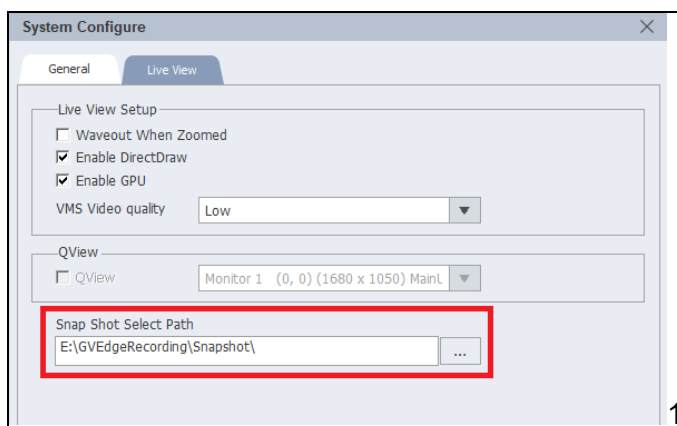 System Configure
General
Live View
Live View Setup
Waveout When Zoomed
Enable DirectDraw
Enable GPU
VMS Video quality Low
QView
QView Monitor 1 (0, 0) (1680 x 1050) MainL
Snap Shot Select Path
E:\GVEdgeRecording\Snapshot\ ...
1